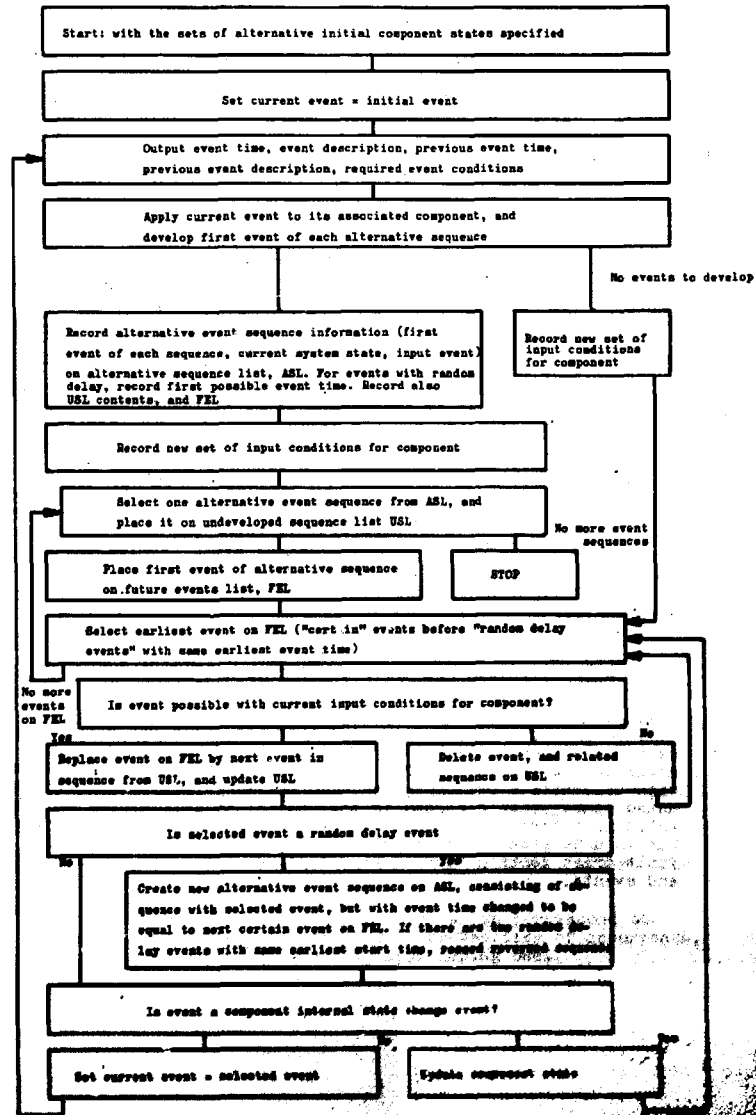 Start: with the sets of alternative initial component states specified
Set current event = initial event
Output event time, event description, previous event time,
previous event description, required event conditions
Apply current event to its associated component, and
develop first event of each alternative sequence
No events to develop
Record alternative event sequence information (first
event of each sequence, current system state, input event)
on alternative sequence list, ASL. For events with random
delay, record first possible event time. Record also
USL contents, and FEL
Record new set of
input conditions
for component
Record new set of input conditions for component
Select one alternative event sequence from ASL, and
place it on undeveloped sequence list USL
No more event
sequences
Place first event of alternative sequence
on future events list, FEL
STOP
Select earliest event on FEL ("cert in" events before "random delay
events" with same earliest event time)
No more
events
on FEL
Is event possible with current input conditions for component?
Yes
No
Replace event on FEL by next event in
sequence from USL, and update USL
Delete event, and related
sequence on USL
Is selected event a random delay event
No
yes
Create new alternative event sequence on ASL, consisting of se-
quence with selected event, but with event time changed to be
equal to next certain event on FEL. If there are two random de-
lay events with same earliest start time, record reversed sequence
Is event a component internal state change event?
No
Yes
Set current event = selected event
Update component state